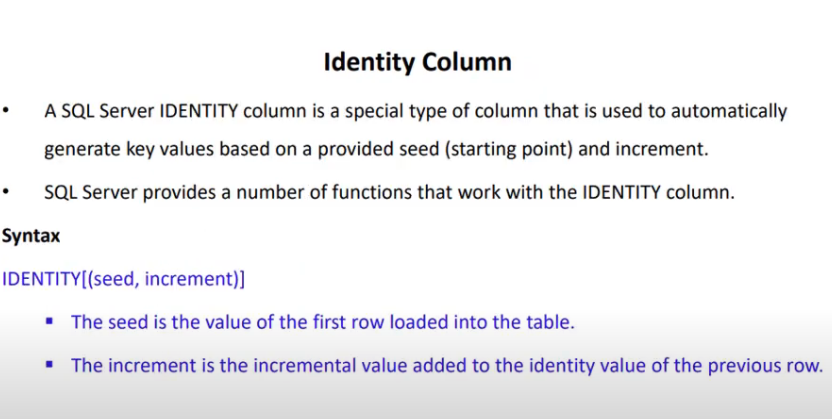 Identity Column
• A SQL Server IDENTITY column is a special type of column that is used to automatically
generate key values based on a provided seed (starting point) and increment.
• SQL Server provides a number of functions that work with the IDENTITY column.
Syntax
IDENTITY[(seed, increment)]
▪ The seed is the value of the first row loaded into the table.
▪ The increment is the incremental value added to the identity value of the previous row.